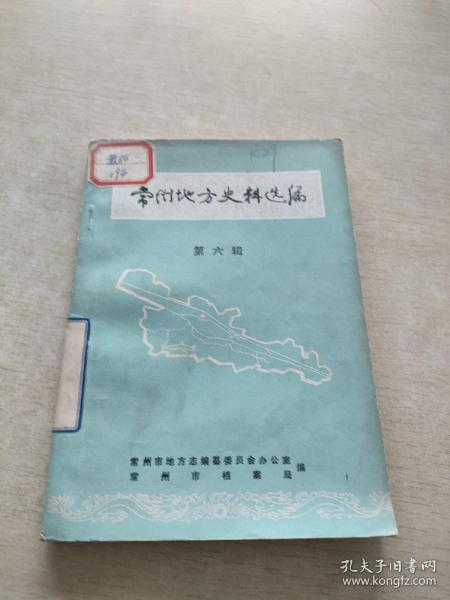 常州地方史料选编
第六辑
常州市地方志编纂委员会办公室
常州市档案局
编
孔夫子旧书网
www.kongfz.com